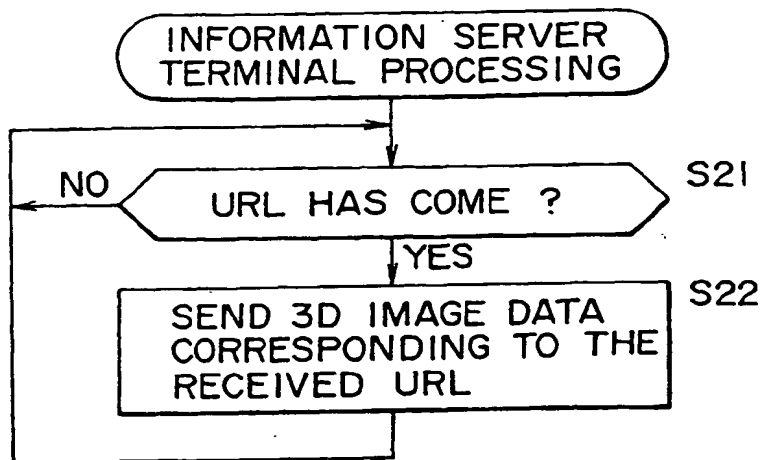 INFORMATION SERVER
TERMINAL PROCESSING
NO
URL HAS COME ?
S21
YES
S22
SEND 3D IMAGE DATA
CORRESPONDING TO THE
RECEIVED URL